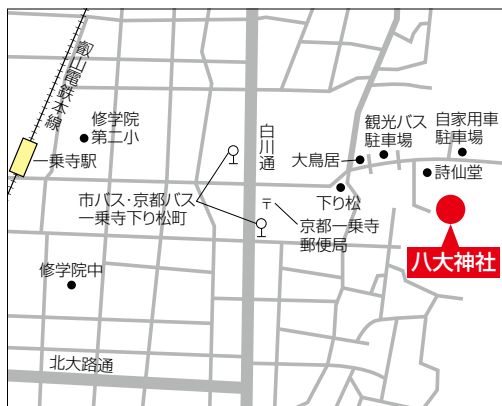 叡山電鉄本線
修学院
第二小
一乗寺駅
白川通
観光バス
駐車場
自家用車
駐車場
大鳥居
詩仙堂
下り松
市バス・京都バス
一乗寺下り松町
〒
京都一乗寺
郵便局
八大神社
修学院中
北大路通